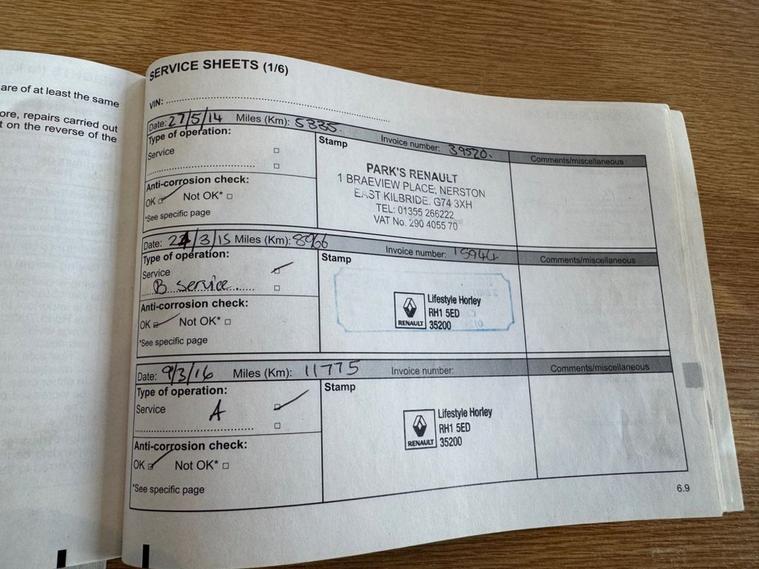 are of at least the same
ore, repairs carried out
t on the reverse of the
SERVICE SHEETS (1/6)
VIN:
Date: 27/5/14 Miles (Km): 5335. Invoice number: 39520. Comments/miscellaneous
Type of operation:
Service
Stamp
PARK'S RENAULT
1 BRAEVIEW PLACE, NERSTON
EAST KILBRIDE. G74 3XH
TEL: 01355 266222
VAT No. 290 4055 70
Anti-corrosion check:
OK Not OK*
*See specific page
Date: /3/15 Miles (Km): 8966 Invoice number: 15944 Comments/miscellaneous
Type of operation:
Service
B service
Stamp
Lifestyle Horley
RH1 5ED
RENAULT 35200
Anti-corrosion check:
OK Not OK*
*See specific page
Date: 9/3/16 Miles (Km): 11775 Invoice number: Comments/miscellaneous
Type of operation:
Service A
Stamp
Lifestyle Horley
RH1 5ED
RENAULT 35200
Anti-corrosion check:
OK Not OK*
*See specific page
6.9